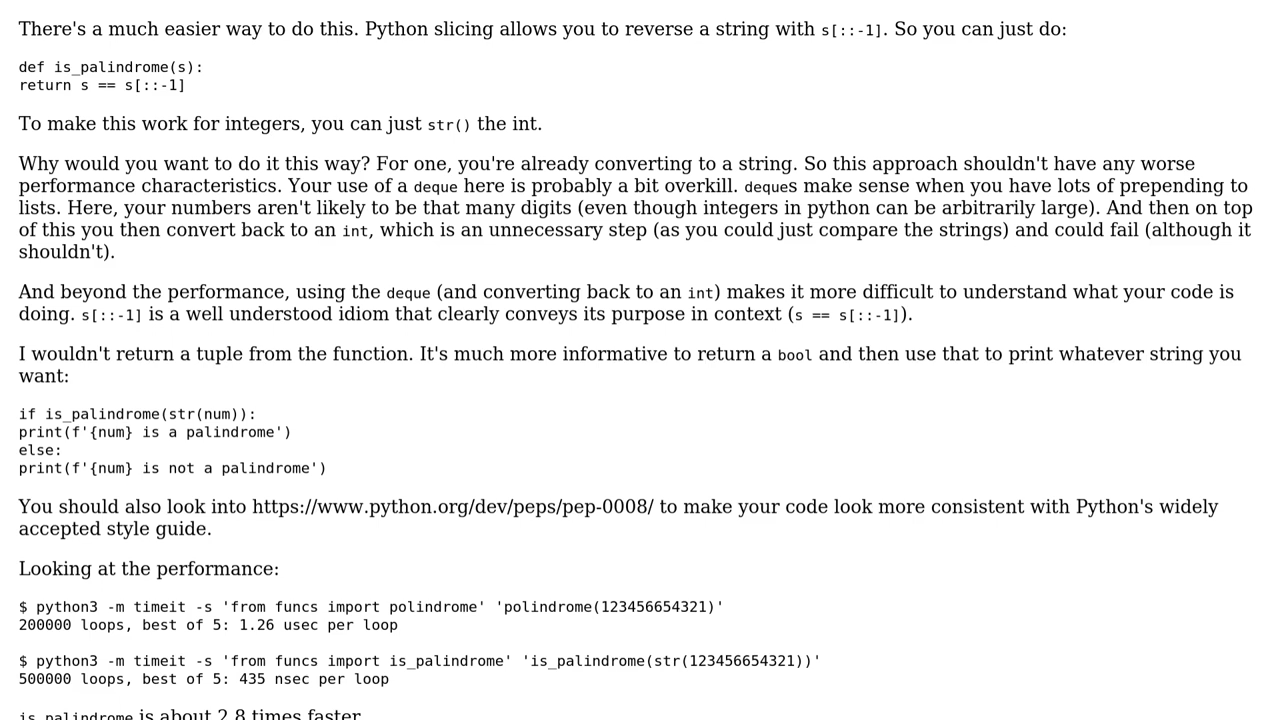 There's a much easier way to do this. Python slicing allows you to reverse a string with s[::-1]. So you can just do:
def is_palindrome(s):
return s == s[::-1]
To make this work for integers, you can just str() the int.
Why would you want to do it this way? For one, you're already converting to a string. So this approach shouldn't have any worse
performance characteristics. Your use of a deque here is probably a bit overkill. deques make sense when you have lots of prepending to
lists. Here, your numbers aren't likely to be that many digits (even though integers in python can be arbitrarily large). And then on top
of this you then convert back to an int, which is an unnecessary step (as you could just compare the strings) and could fail (although it
shouldn't).
And beyond the performance, using the deque (and converting back to an int) makes it more difficult to understand what your code is
doing. s[::-1] is a well understood idiom that clearly conveys its purpose in context (s == s[::-1]).
I wouldn't return a tuple from the function. It's much more informative to return a bool and then use that to print whatever string you
want:
if is_palindrome(str(num)):
print(f'{num} is a palindrome')
else:
print(f'{num} is not a palindrome')
You should also look into https://www.python.org/dev/peps/pep-0008/ to make your code look more consistent with Python's widely
accepted style guide.
Looking at the performance:
$ python3 -m timeit -s 'from funcs import polindrome' 'polindrome(123456654321)'
200000 loops, best of 5: 1.26 usec per loop
$ python3 -m timeit -s 'from funcs import is_palindrome' 'is_palindrome(str(123456654321))'
500000 loops, best of 5: 435 nsec per loop
is_palindrome is about 2.8 times faster.